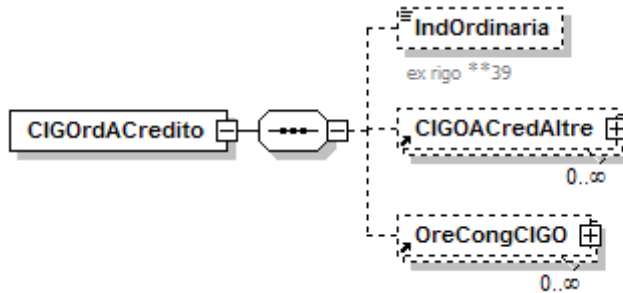 IndOrdinaria
ex rigo **39
CIGOrdACredito
CIGOACredAltre
0..∞
OreCongCIGO
0..∞